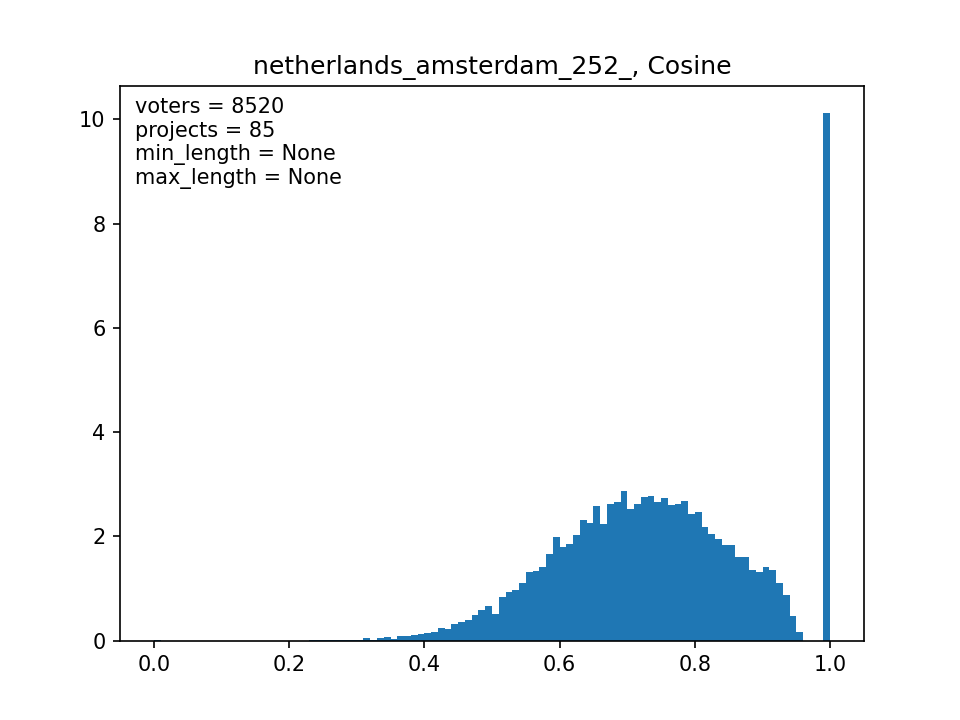 netherlands_amsterdam_252_, Cosine
voters = 8520
projects = 85
min_length = None
max_length = None
10
8
6
4
2
0
0.0 0.2 0.4 0.6 0.8 1.0